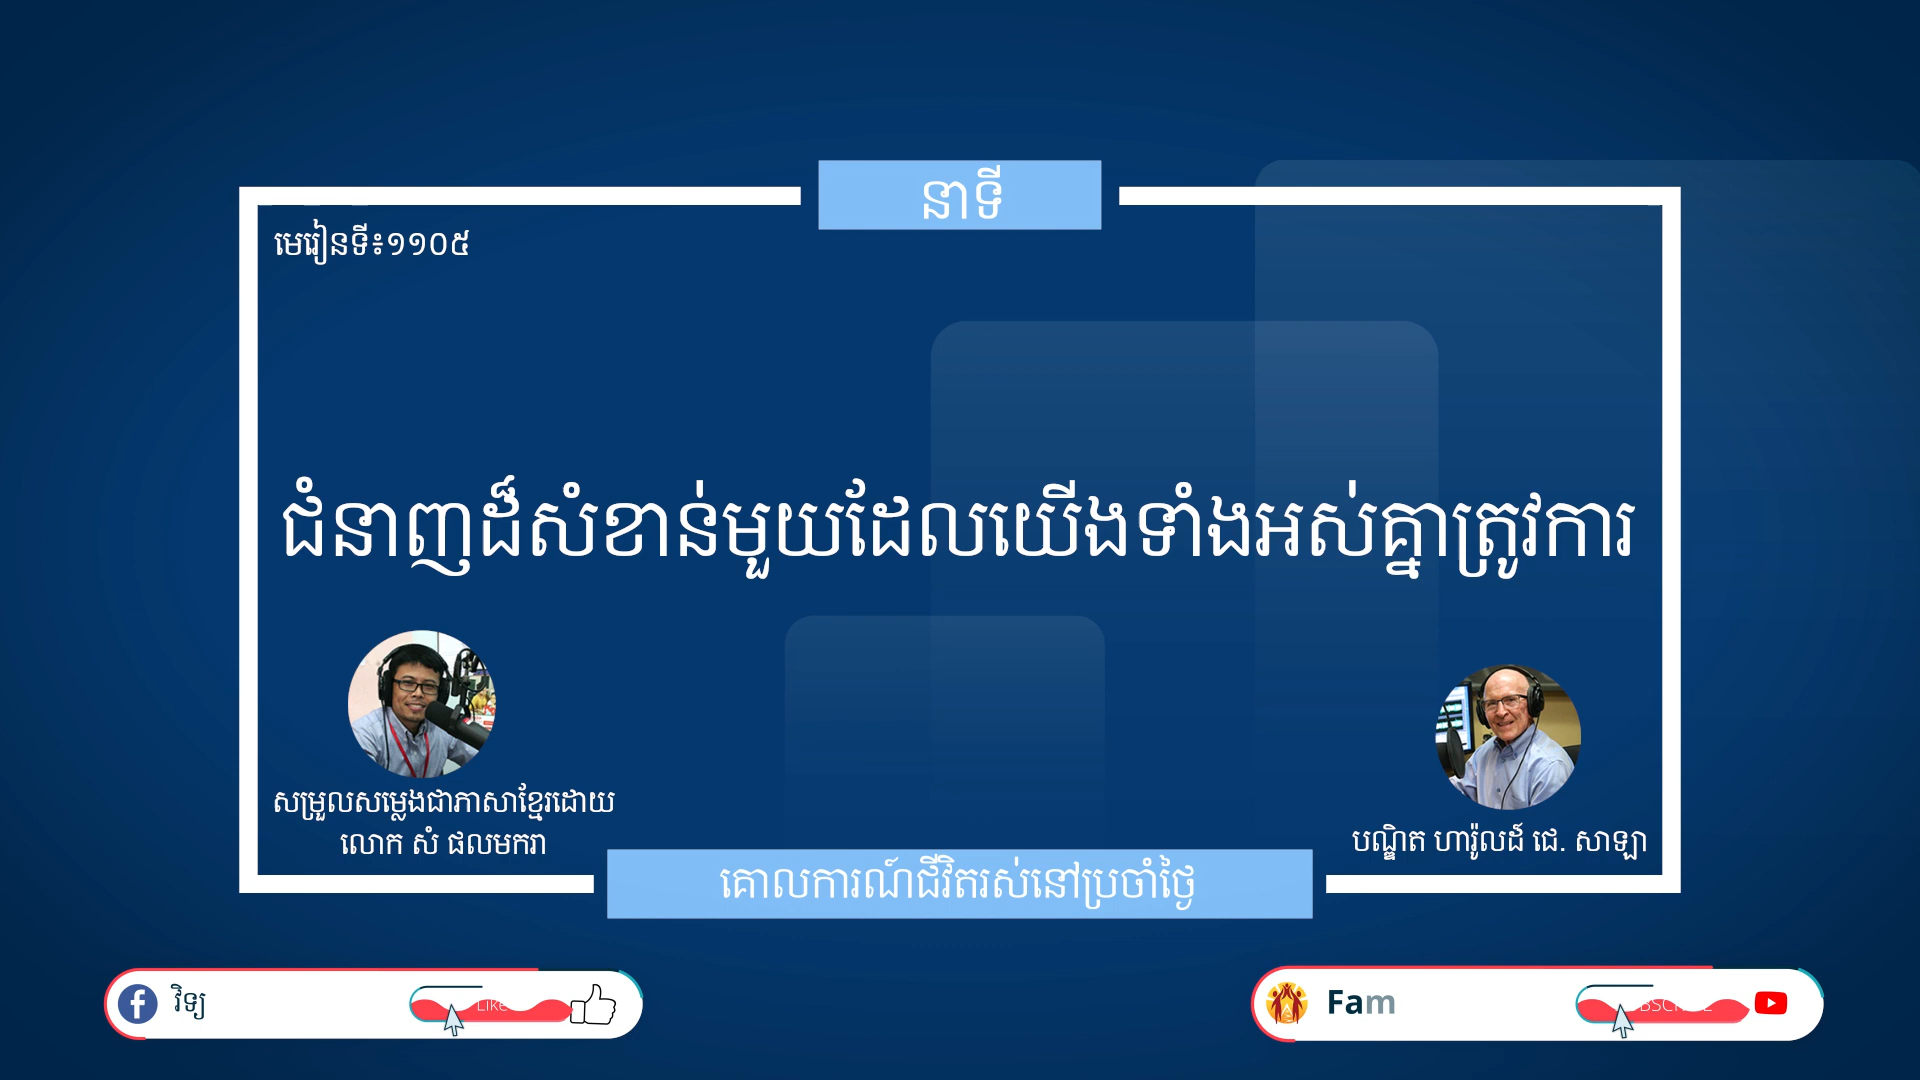 នាទី
មេរៀនទី៖១១០៥
ជំនាញដ៏សំខាន់មួយដែលយើងទាំងអស់គ្នាត្រូវការ
សម្រួលសម្លេងជាភាសាខ្មែរដោយ
លោក សំ ផលមករា
បណ្ឌិត ហារ៉ូលដ៍ ជេ. សាឡា
គោលការណ៍ជីវិតរស់នៅប្រចាំថ្ងៃ
វិទ្យ
Like
Fam